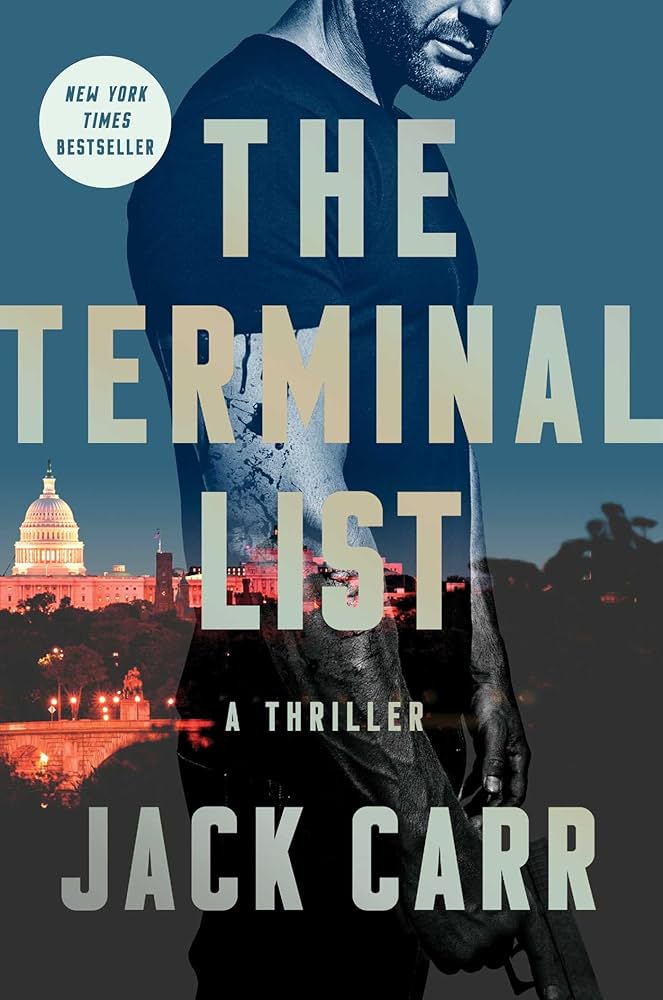 NEW YORK
TIMES
BESTSELLER
THE
TERMINAL
LIST
A THRILLER
JACK CARR